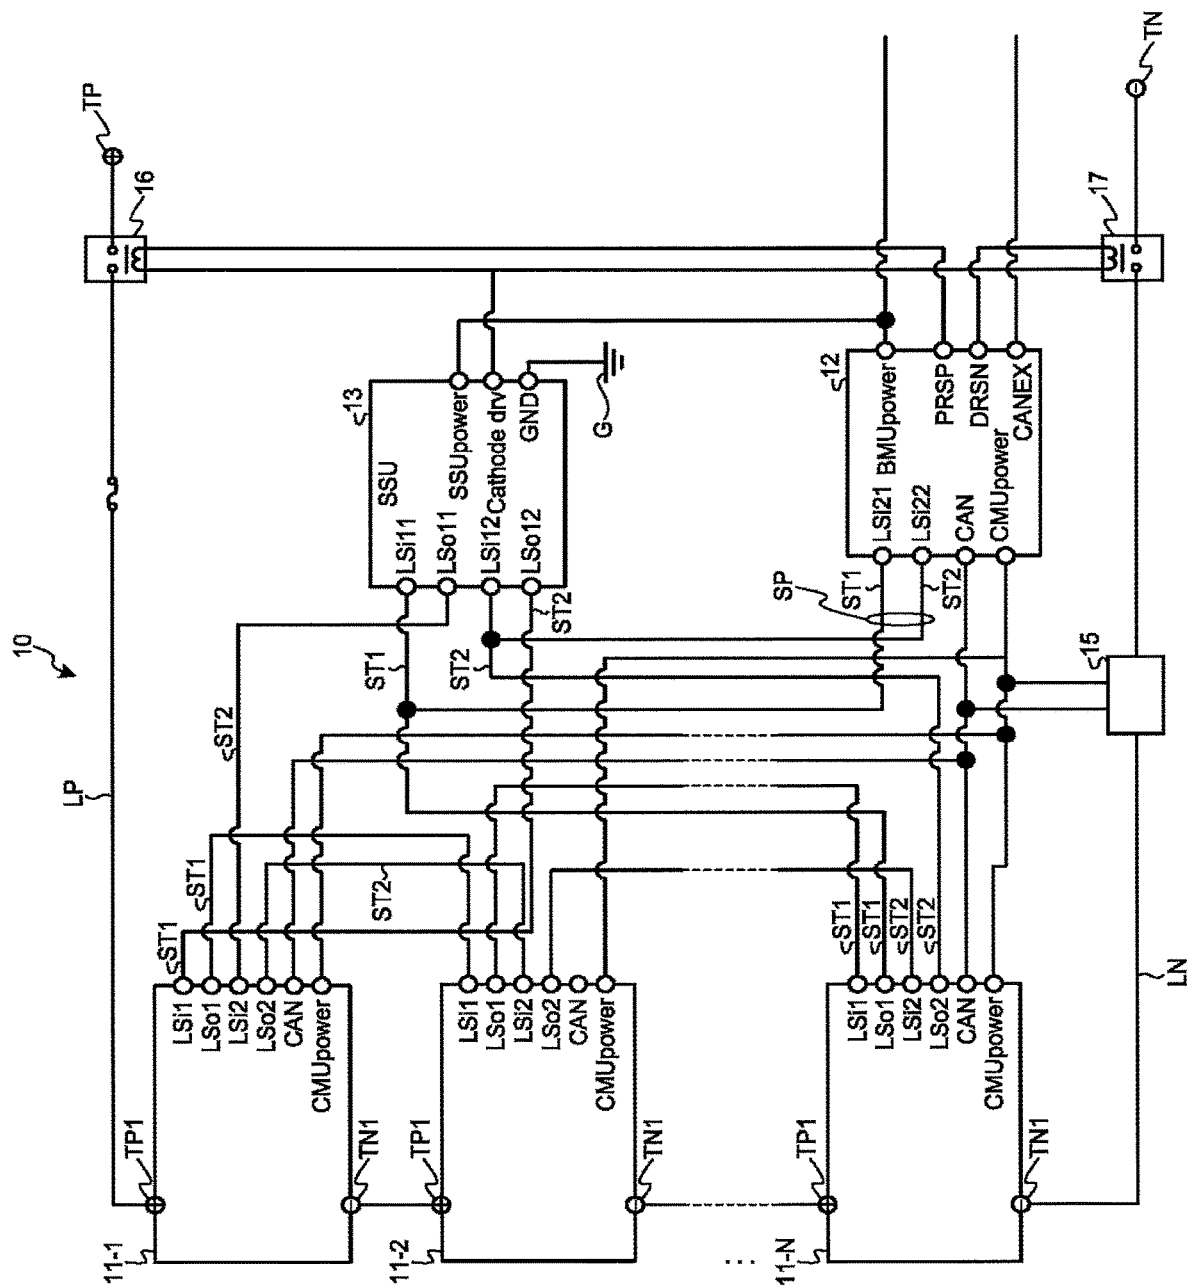 10
LP
TP
16
TN
17
13
SSU
LSi11
LSo11
LSi12
LSo12
SSUpower
Cathode drv
GND
G
12
LSi21
LSi22
CAN
CMUpower
BMUpower
PRSP
DRSN
CANEX
SP
ST1
ST2
ST1
ST2
ST2
15
ST2
ST1
ST1
ST2
LSi1
LSo1
LSi2
LSo2
CAN
CMUpower
TP1
TN1
11-1
LSi1
LSo1
LSi2
LSo2
CAN
CMUpower
TP1
TN1
11-2
...
ST1
ST1
ST2
ST2
LSi1
LSo1
LSi2
LSo2
CAN
CMUpower
TP1
TN1
11-N
LN